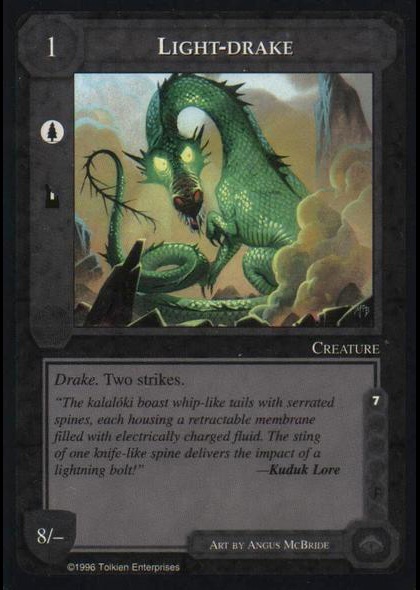 1
LIGHT-DRAKE
CREATURE
Drake. Two strikes.
"The kalalóki boast whip-like tails with serrated
spines, each housing a retractable membrane
filled with electrically charged fluid. The sting
of one knife-like spine delivers the impact of a
lightning bolt!" —Kuduk Lore
7
F
8/–
ART BY ANGUS MCBRIDE
©1996 Tolkien Enterprises